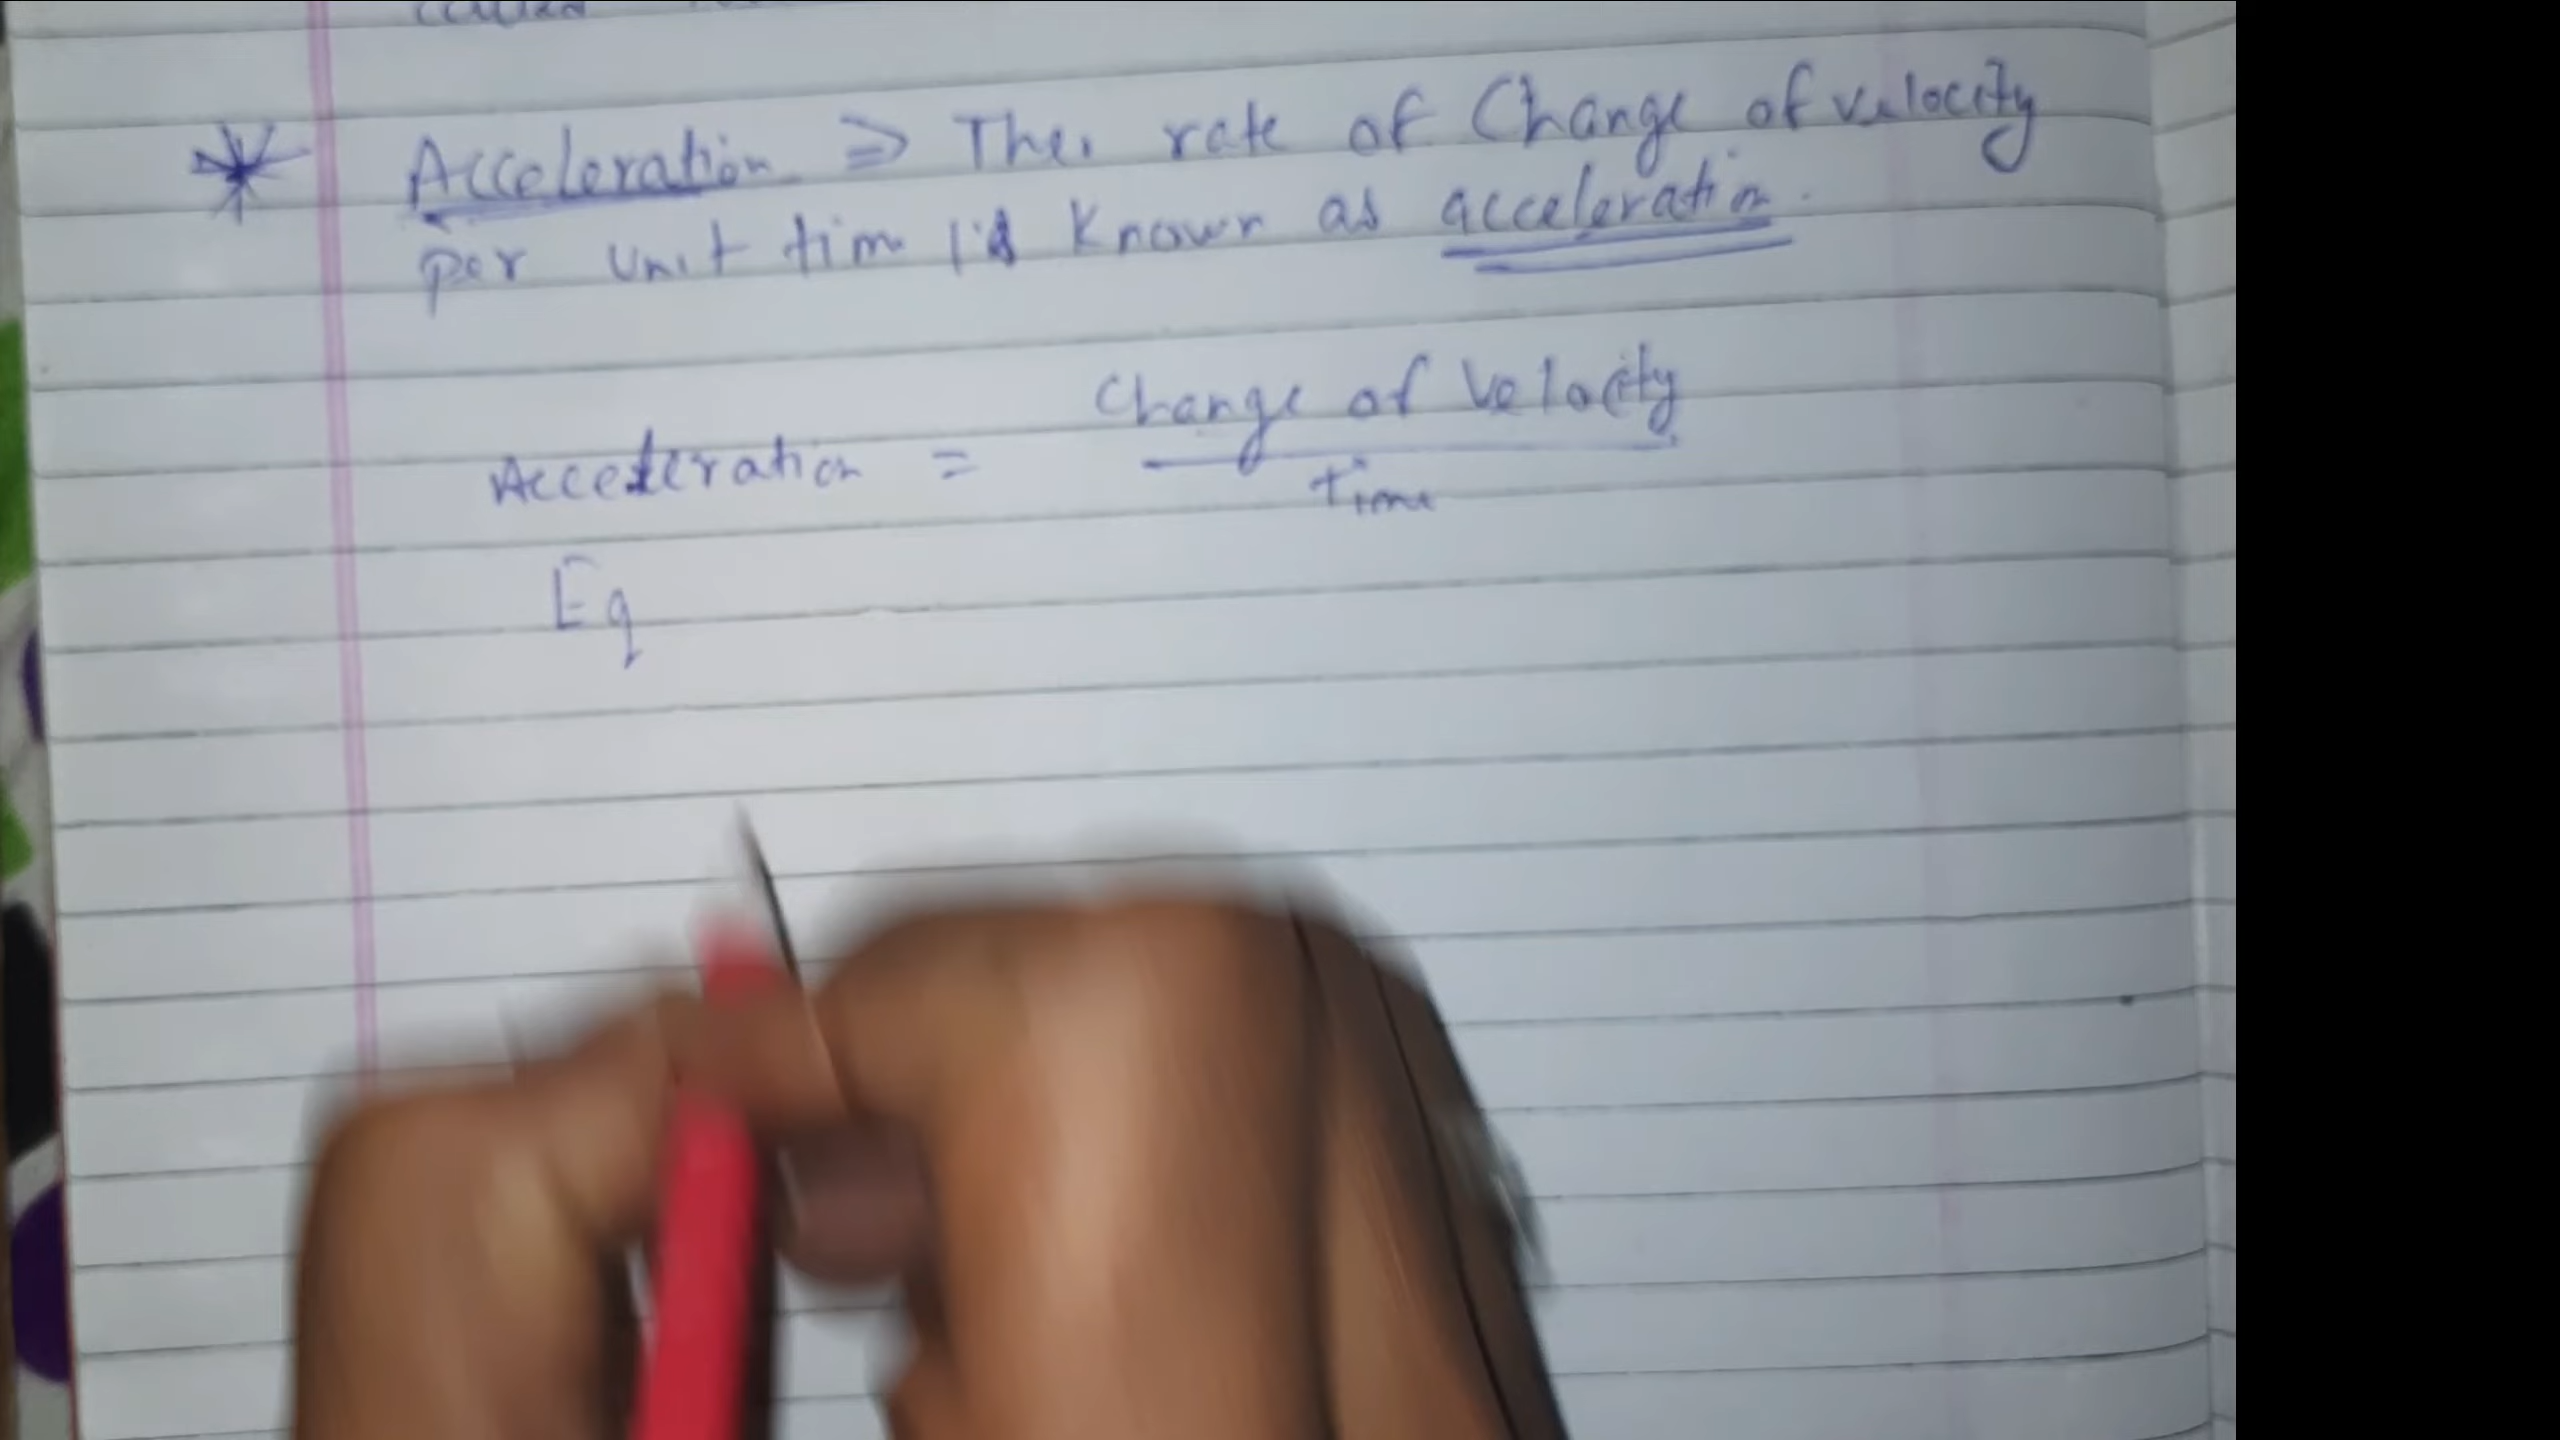 Acceleration ⇒ The rate of Change of velocity
per unit tim is known as acceleration.
Change of Velocity
Acceleration = 
time
Eq